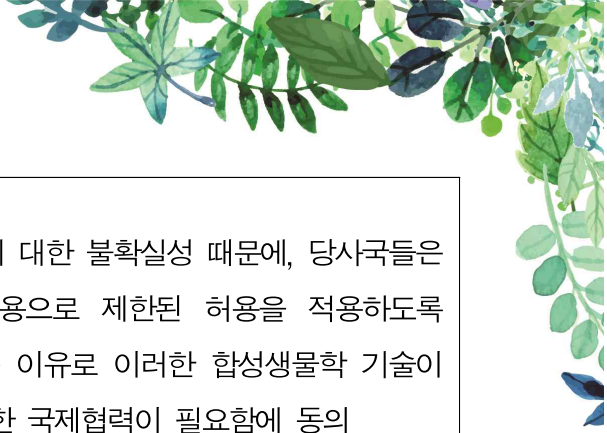 대한 불확실성 때문에, 당사국들은
용으로 제한된 허용을 적용하도록
이유로 이러한 합성생물학 기술이
한 국제협력이 필요함에 동의